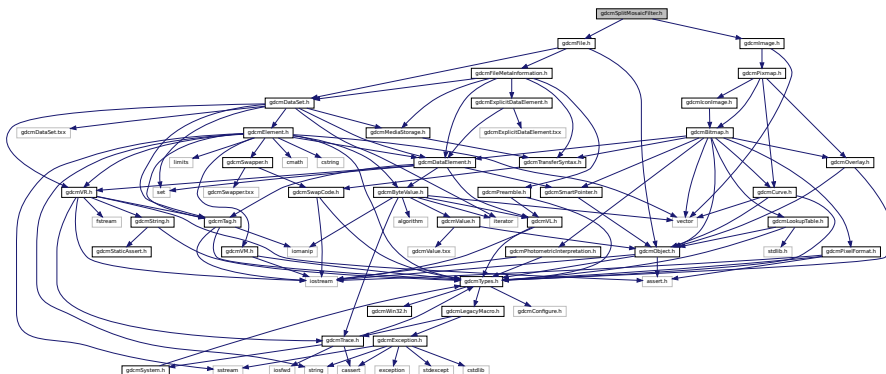 gdcmSplitMosaicFilter.h
gdcmFile.h
gdcmImage.h
gdcmFileMetaInformation.h
gdcmPixmap.h
gdcmDataSet.h
gdcmExplicitDataElement.h
gdcmIconImage.h
gdcmDataSet.txx
gdcmElement.h
gdcmMediaStorage.h
gdcmExplicitDataElement.txx
gdcmBitmap.h
limits
gdcmSwapper.h
cmath
cstring
gdcmDataElement.h
gdcmTransferSyntax.h
gdcmOverlay.h
gdcmVR.h
set
gdcmSwapper.txx
gdcmSwapCode.h
gdcmByteValue.h
gdcmPreamble.h
gdcmSmartPointer.h
gdcmCurve.h
fstream
gdcmString.h
gdcmTag.h
algorithm
gdcmValue.h
iterator
gdcmVL.h
vector
gdcmLookupTable.h
gdcmStaticAssert.h
gdcmVM.h
iomanip
gdcmValue.txx
gdcmPhotometricInterpretation.h
gdcmObject.h
stdlib.h
gdcmPixelFormat.h
iostream
gdcmTypes.h
assert.h
gdcmWin32.h
gdcmLegacyMacro.h
gdcmConfigure.h
gdcmTrace.h
gdcmException.h
gdcmSystem.h
sstream
iosfwd
string
cassert
exception
stdexcept
cstdlib